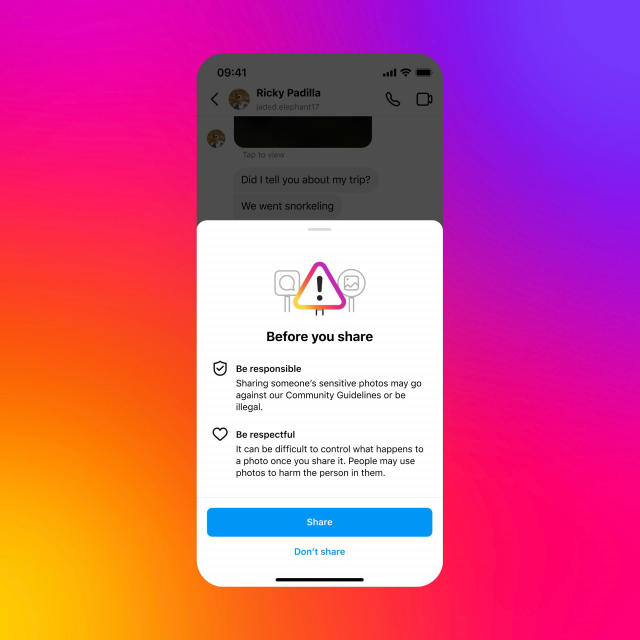 09:41
Ricky Padilla
jaded.elephant17
Tap to view
Did I tell you about my trip?
We went snorkeling
Before you share
Be responsible
Sharing someone's sensitive photos may go
against our Community Guidelines or be
illegal.
Be respectful
It can be difficult to control what happens to
a photo once you share it. People may use
photos to harm the person in them.
Share
Don't share